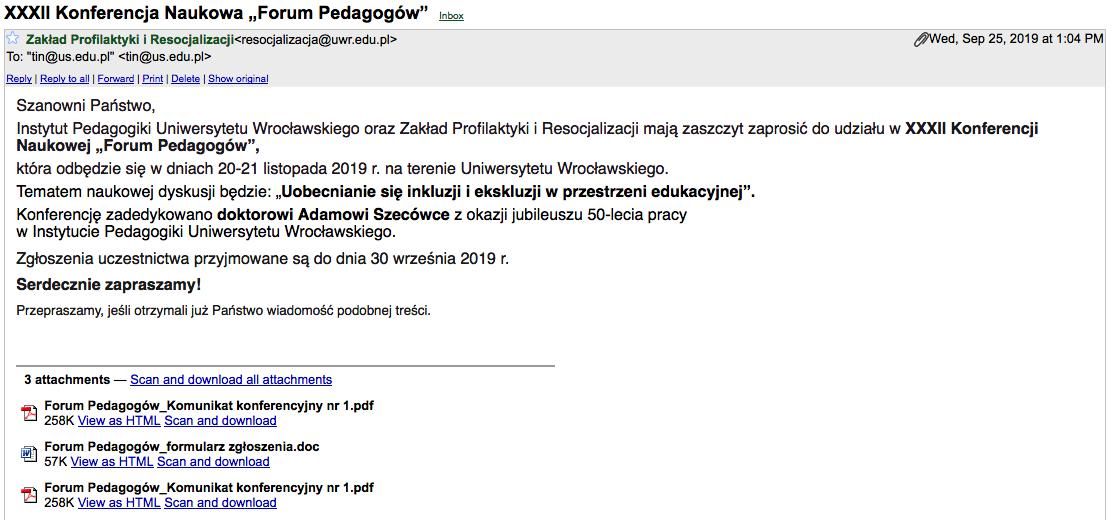 XXXII Konferencja Naukowa „Forum Pedagogów” Inbox
Zakład Profilaktyki i Resocjalizacji<resocjalizacja@uwr.edu.pl> Wed, Sep 25, 2019 at 1:04 PM
To: "tin@us.edu.pl" <tin@us.edu.pl>
Reply | Reply to all | Forward | Print | Delete | Show original
Szanowni Państwo,
Instytut Pedagogiki Uniwersytetu Wrocławskiego oraz Zakład Profilaktyki i Resocjalizacji mają zaszczyt zaprosić do udziału w XXXII Konferencji
Naukowej „Forum Pedagogów”,
która odbędzie się w dniach 20-21 listopada 2019 r. na terenie Uniwersytetu Wrocławskiego.
Tematem naukowej dyskusji będzie: „Uobecnianie się inkluzji i ekskluzji w przestrzeni edukacyjnej”.
Konferencję zadedykowano doktorowi Adamowi Szecówce z okazji jubileuszu 50-lecia pracy
w Instytucie Pedagogiki Uniwersytetu Wrocławskiego.
Zgłoszenia uczestnictwa przyjmowane są do dnia 30 września 2019 r.
Serdecznie zapraszamy!
Przepraszamy, jeśli otrzymali już Państwo wiadomość podobnej treści.
3 attachments — Scan and download all attachments
Forum Pedagogów_Komunikat konferencyjny nr 1.pdf
258K View as HTML Scan and download
Forum Pedagogów_formularz zgłoszenia.doc
57K View as HTML Scan and download
Forum Pedagogów_Komunikat konferencyjny nr 1.pdf
258K View as HTML Scan and download